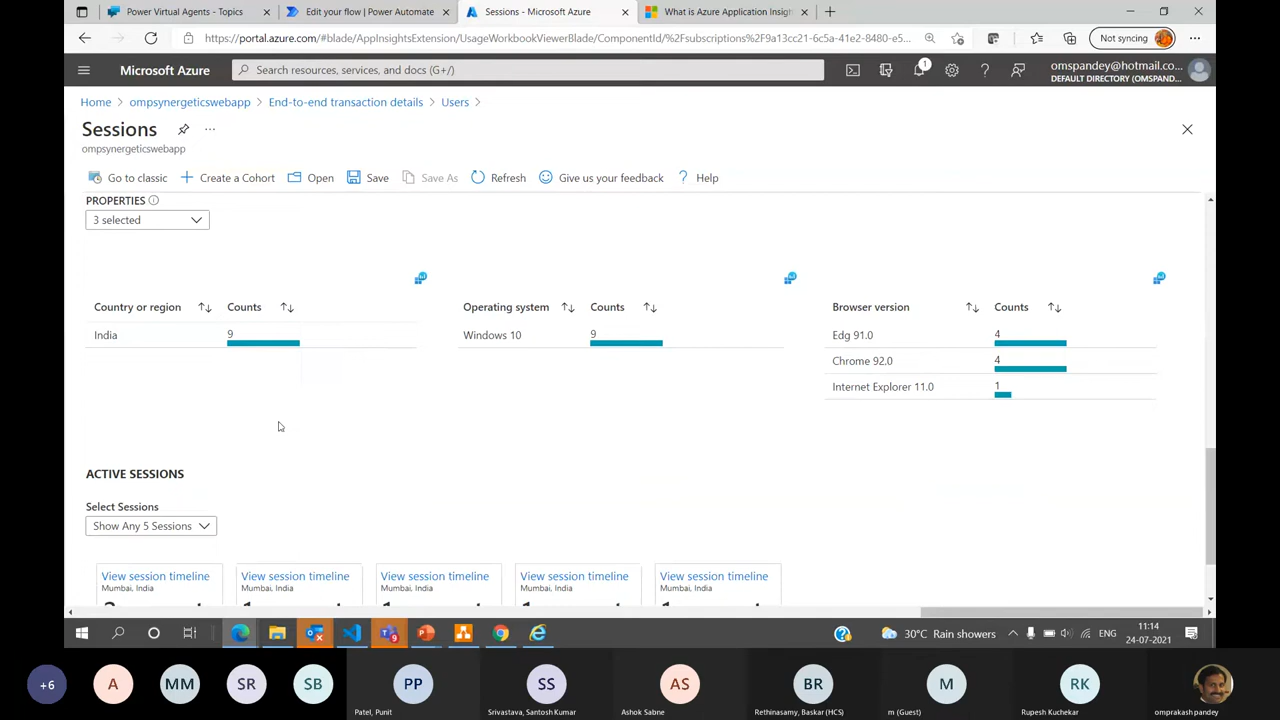 Power Virtual Agents - Topics
Edit your flow | Power Automate
Sessions - Microsoft Azure
What is Azure Application Insigh
https://portal.azure.com/#blade/AppInsightsExtension/UsageWorkbookViewerBlade/ComponentId/%2Fsubscriptions%2F9a13cc21-6c5a-41e2-8480-e5...
Not syncing
Microsoft Azure
Search resources, services, and docs (G+/)
1
omspandey@hotmail.co...
DEFAULT DIRECTORY (OMSPAND...
Home > ompsynergeticswebapp > End-to-end transaction details > Users >
Sessions
ompsynergeticswebapp
Go to classic
Create a Cohort
Open
Save
Save As
Refresh
Give us your feedback
Help
PROPERTIES
3 selected
Country or region Counts
India 9
Operating system Counts
Windows 10 9
Browser version Counts
Edg 91.0 4
Chrome 92.0 4
Internet Explorer 11.0 1
ACTIVE SESSIONS
Select Sessions
Show Any 5 Sessions
View session timeline View session timeline View session timeline View session timeline View session timeline
Mumbai, India Mumbai, India Mumbai, India Mumbai, India Mumbai, India
30°C Rain showers
ENG
11:14
24-07-2021
+6 A MM SR SB PP SS AS BR M RK
Patel, Punit
Srivastava, Santosh Kumar
Ashok Sabne
Rethinasamy, Baskar (HCS)
m (Guest)
Rupesh Kuchekar
omprakash pandey